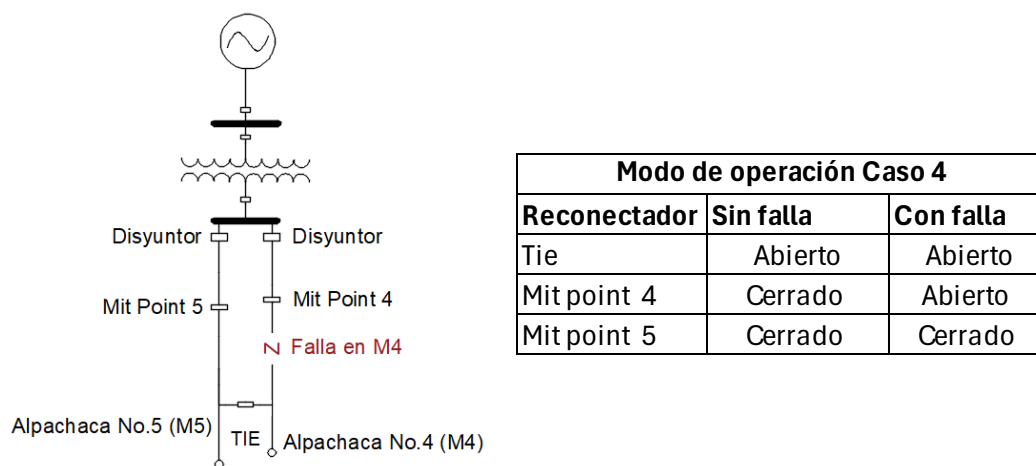 Disyuntor
Disyuntor
Mit Point 5
Mit Point 4
Falla en M4
Alpachaca No.5 (M5)
TIE
Alpachaca No.4 (M4)
Modo de operación Caso 4
Reconectador Sin falla Con falla
Tie Abierto Abierto
Mit point 4 Cerrado Abierto
Mit point 5 Cerrado Cerrado